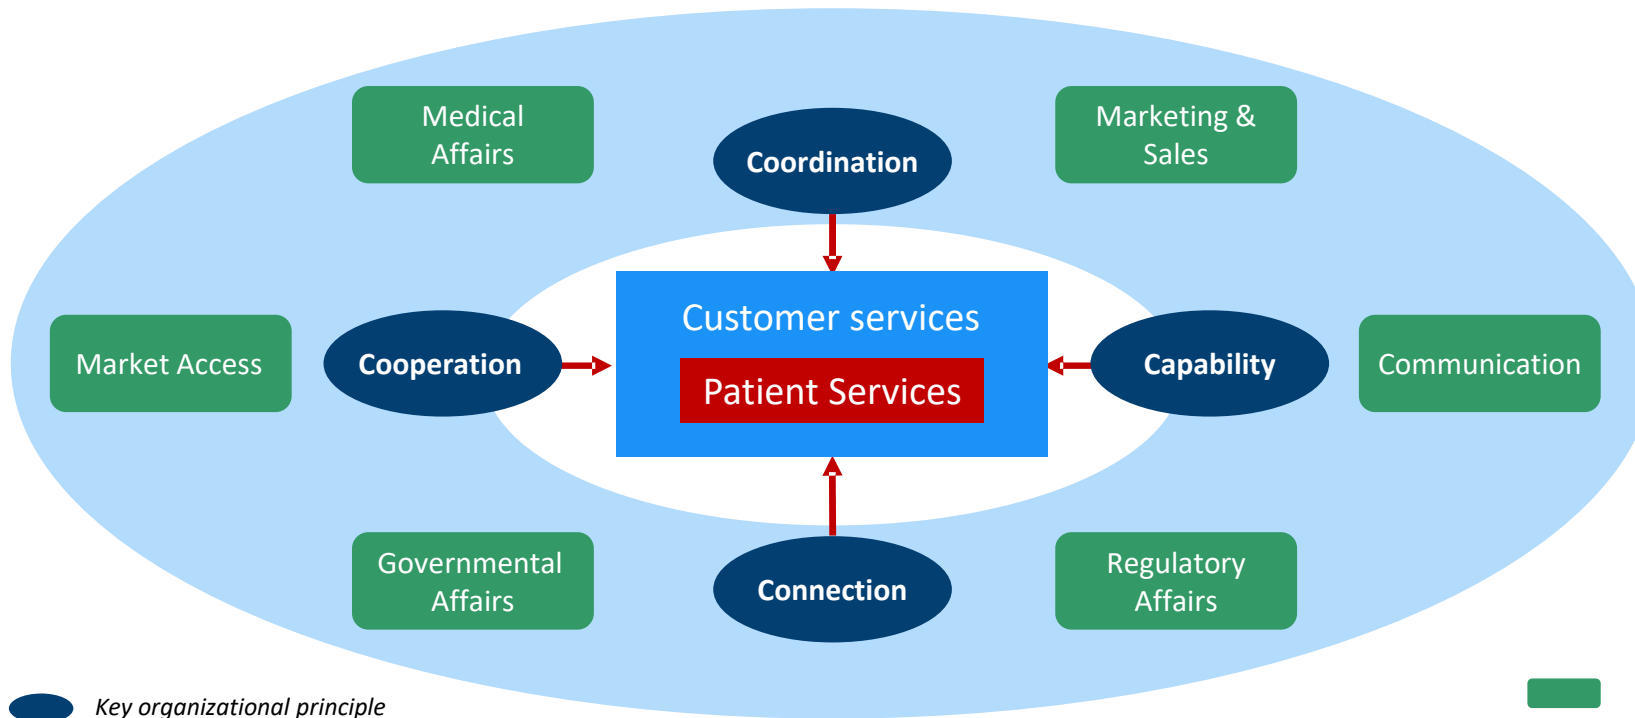 Medical
Affairs
Coordination
Marketing &
Sales
Customer services
Market Access
Cooperation
Patient Services
Capability
Communication
Governmental
Affairs
Connection
Regulatory
Affairs
Key organizational principle